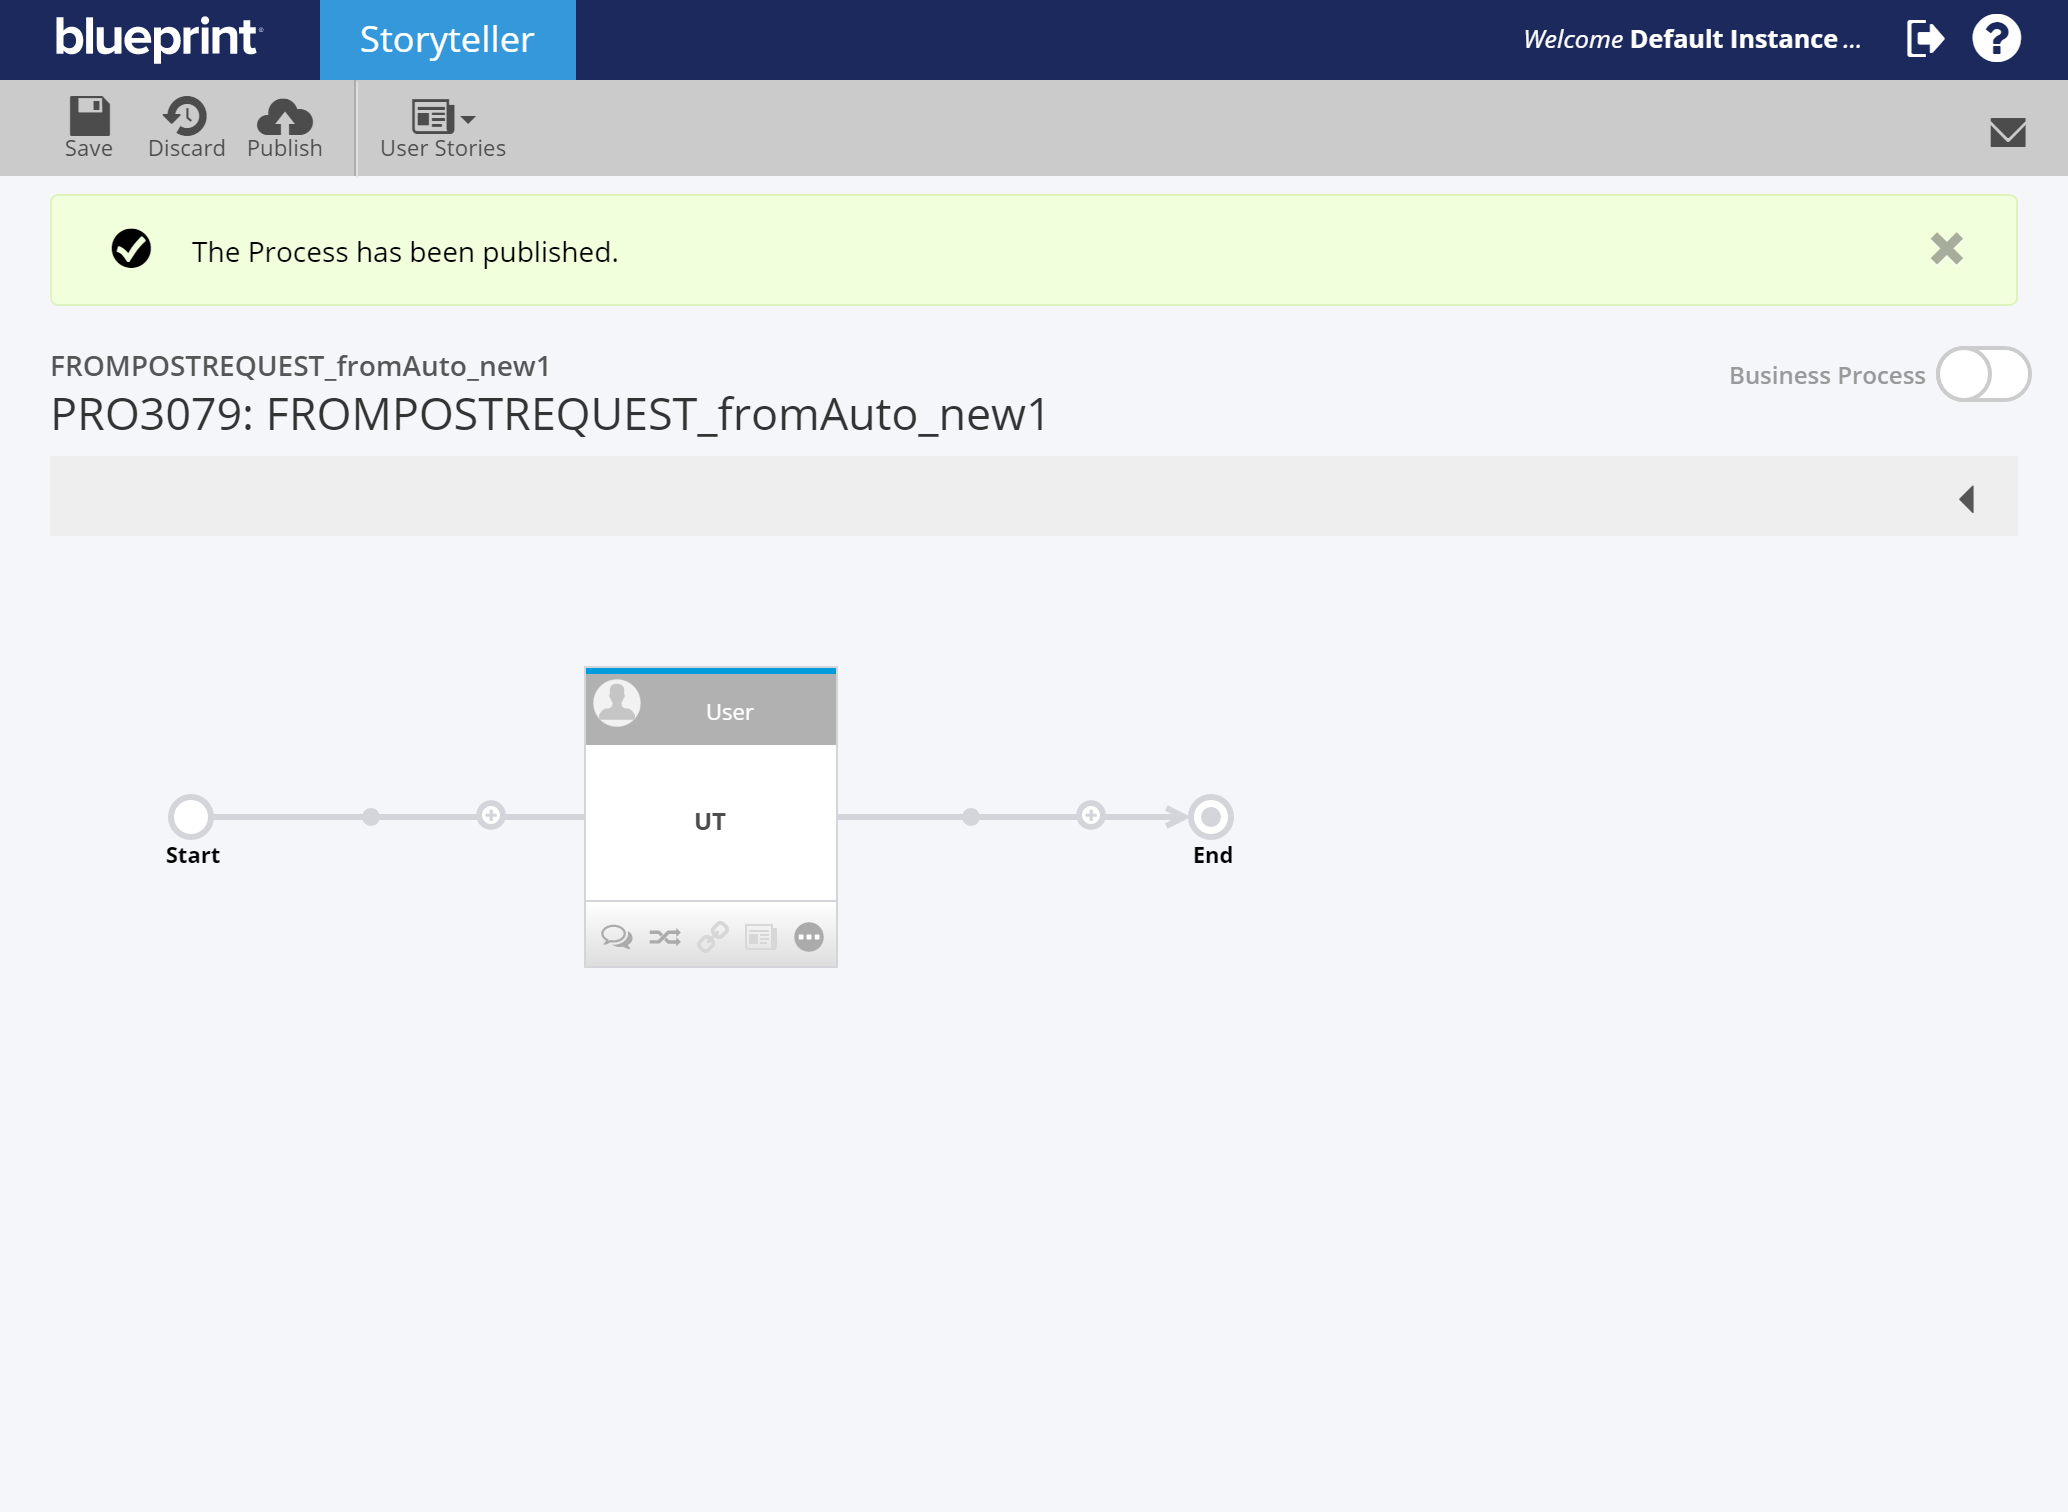 blueprint
Storyteller
Welcome Default Instance ...
Save
Discard
Publish
User Stories
The Process has been published.
FROMPOSTREQUEST_fromAuto_new1
Business Process
PRO3079: FROMPOSTREQUEST_fromAuto_new1
User
UT
Start
End